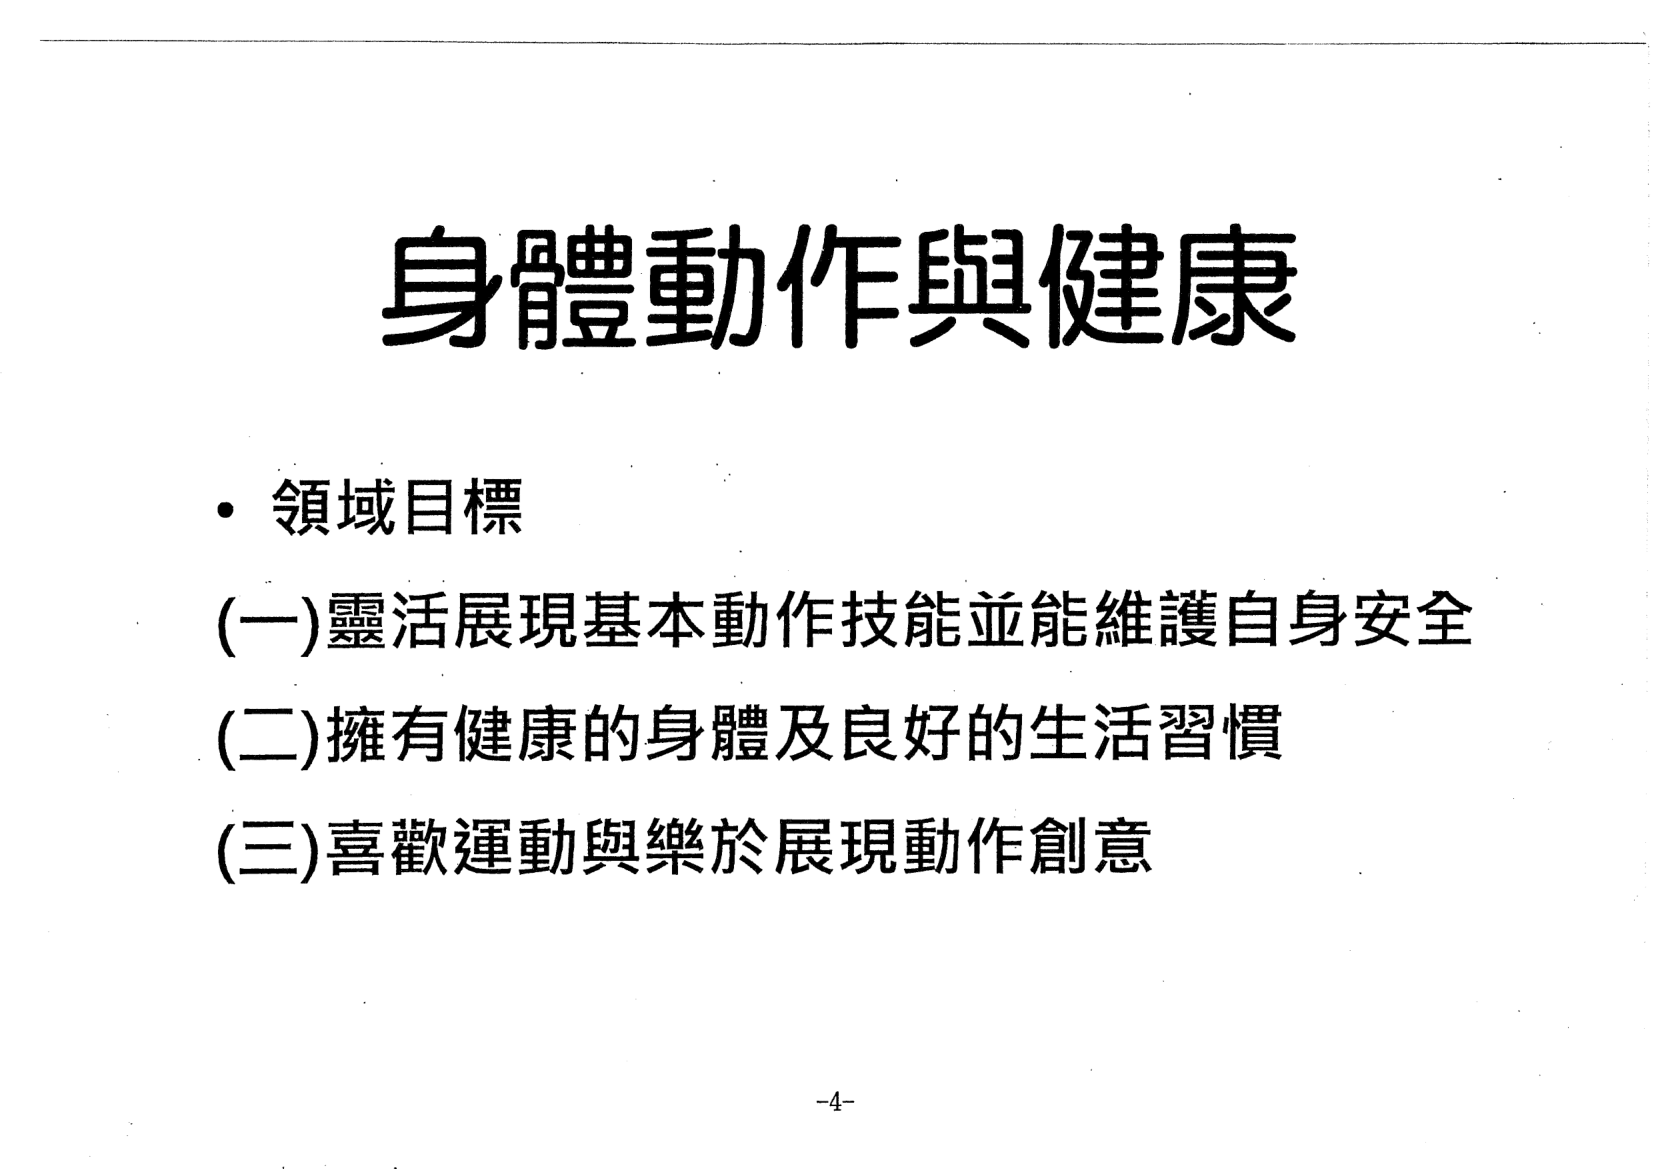 身體動作與健康
• 領域目標
(一)靈活展現基本動作技能並能維護自身安全
(二)擁有健康的身體及良好的生活習慣
(三)喜歡運動與樂於展現動作創意
-4-